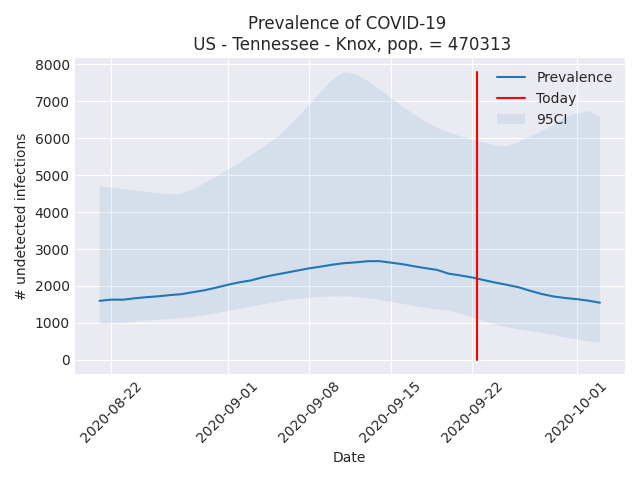 Prevalence of COVID-19
US - Tennessee - Knox, pop. = 470313
8000
7000
6000
5000
4000
3000
2000
1000
0
# undetected infections
Prevalence
Today
95CI
2020-08-22
2020-09-01
2020-09-08
2020-09-15
2020-09-22
2020-10-01
Date